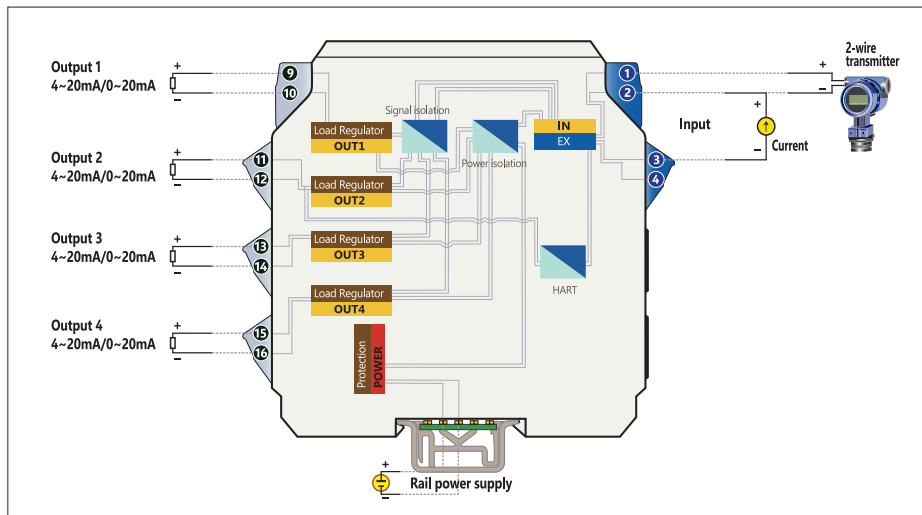 Output 1
4~20mA/0~20mA
+
−
9
10
Output 2
4~20mA/0~20mA
+
−
11
12
Output 3
4~20mA/0~20mA
+
−
13
14
Output 4
4~20mA/0~20mA
+
−
15
16
Signal isolation
Load Regulator
OUT1
Power isolation
IN
EX
Load Regulator
OUT2
Load Regulator
OUT3
HART
Load Regulator
OUT4
Protection
POWER
+
−
Rail power supply
1
2
3
4
Input
+
−
Current
2-wire
transmitter
+
−